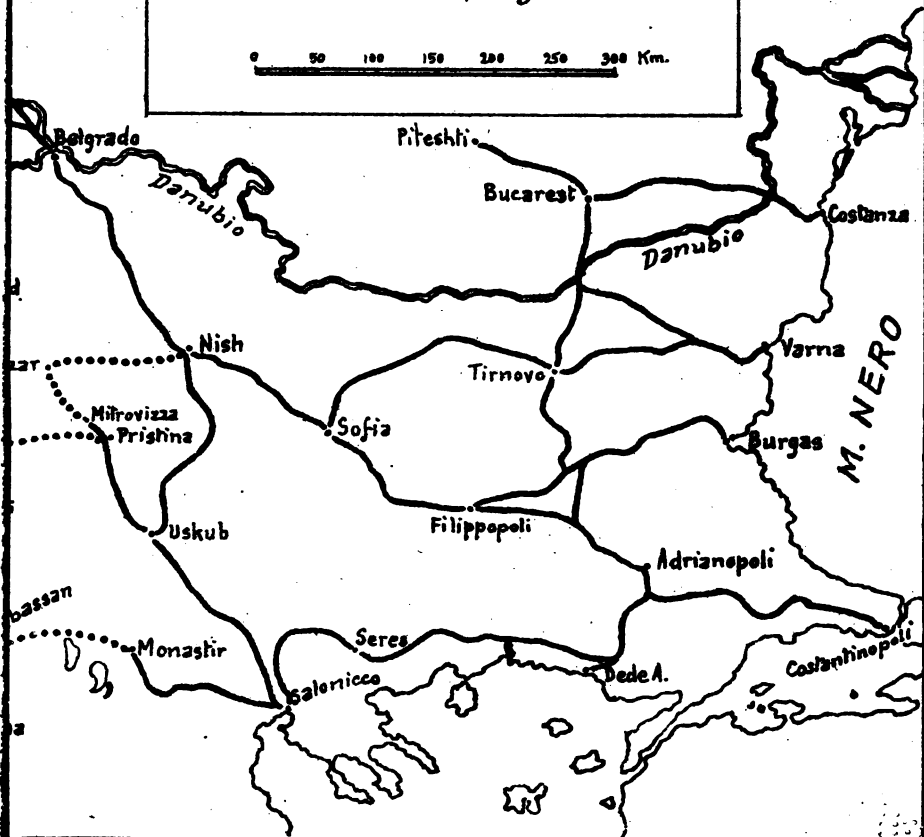 0 50 100 150 200 250 300 Km.
Belgrado
Piteshti
Danubio
Bucarest
Costanza
Danubio
Nish
Varna
Tirnovo
M. NERO
Mitrovizza
Sofia
Pristina
Burgas
Filippopoli
Uskub
Adrianopoli
bassan
Seres
Monastir
Costantinopoli
Salonicco
Dede A.